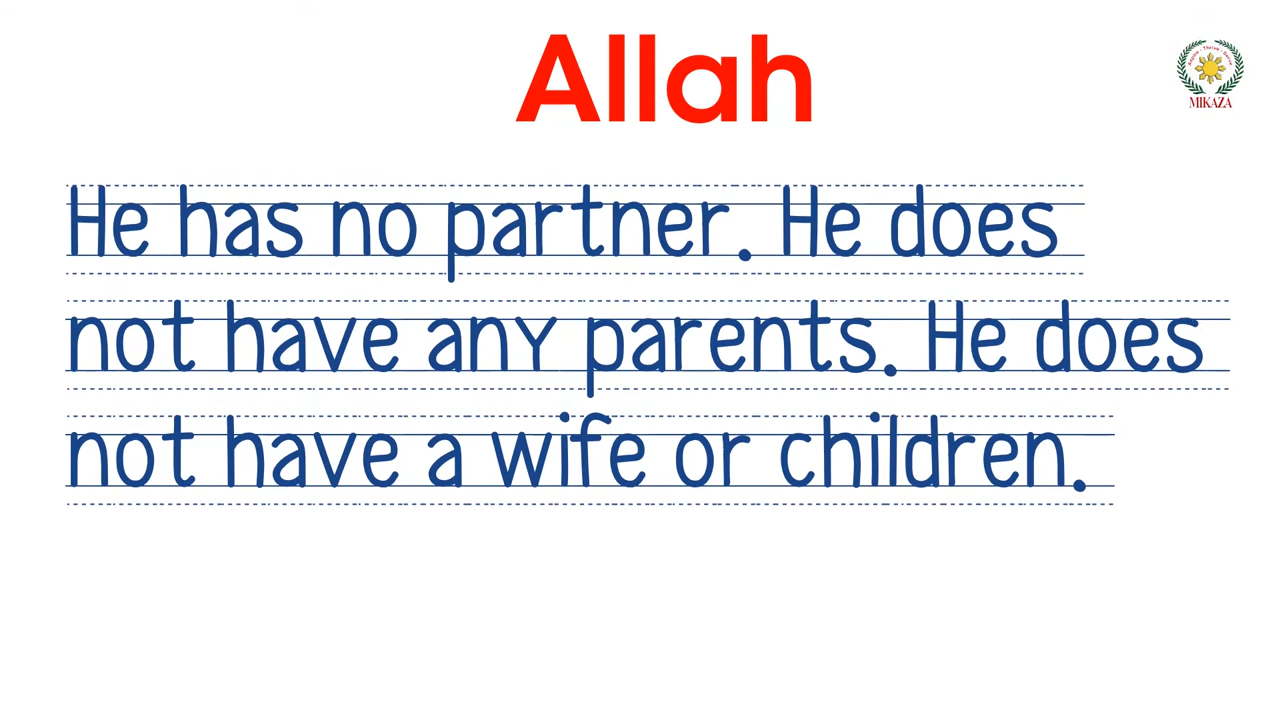 Allah
He has no partner. He does
not have any parents. He does
not have a wife or children.
MIKAZA